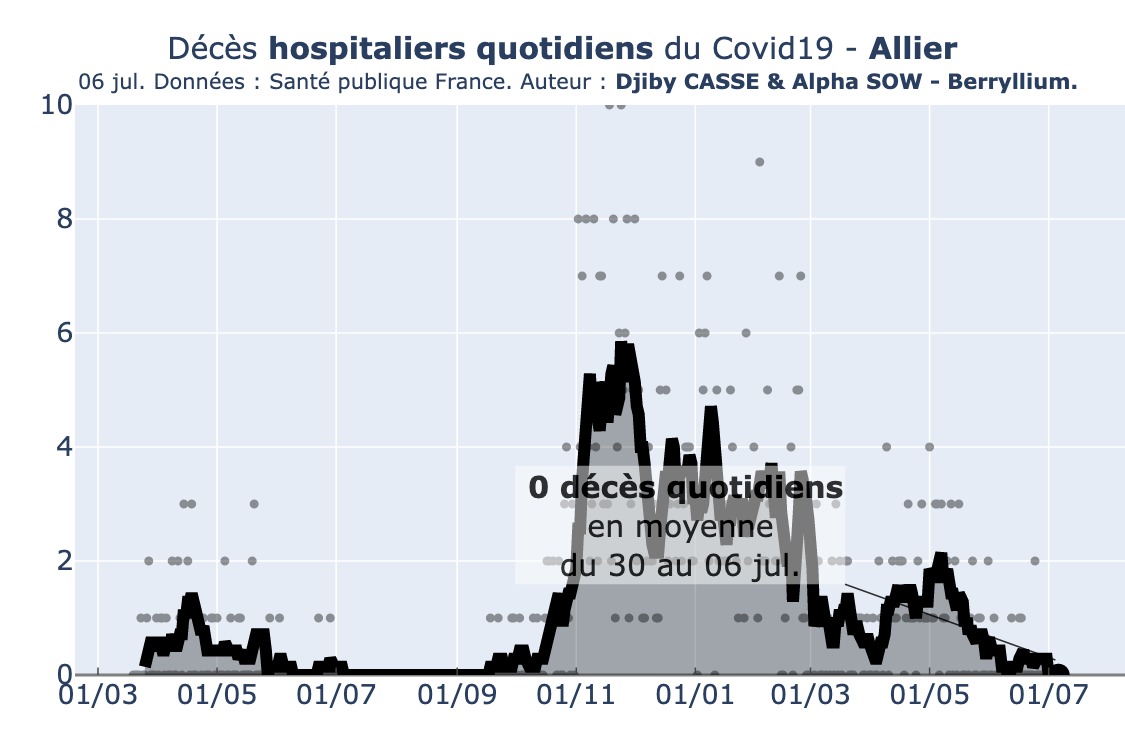 Décès hospitaliers quotidiens du Covid19 - Allier
06 jul. Données : Santé publique France. Auteur : Djiby CASSE & Alpha SOW - Berryllium.
10
8
6
4
2
0
0 décès quotidiens
en moyenne
du 30 au 06 jul.
01/03 01/05 01/07 01/09 01/11 01/01 01/03 01/05 01/07